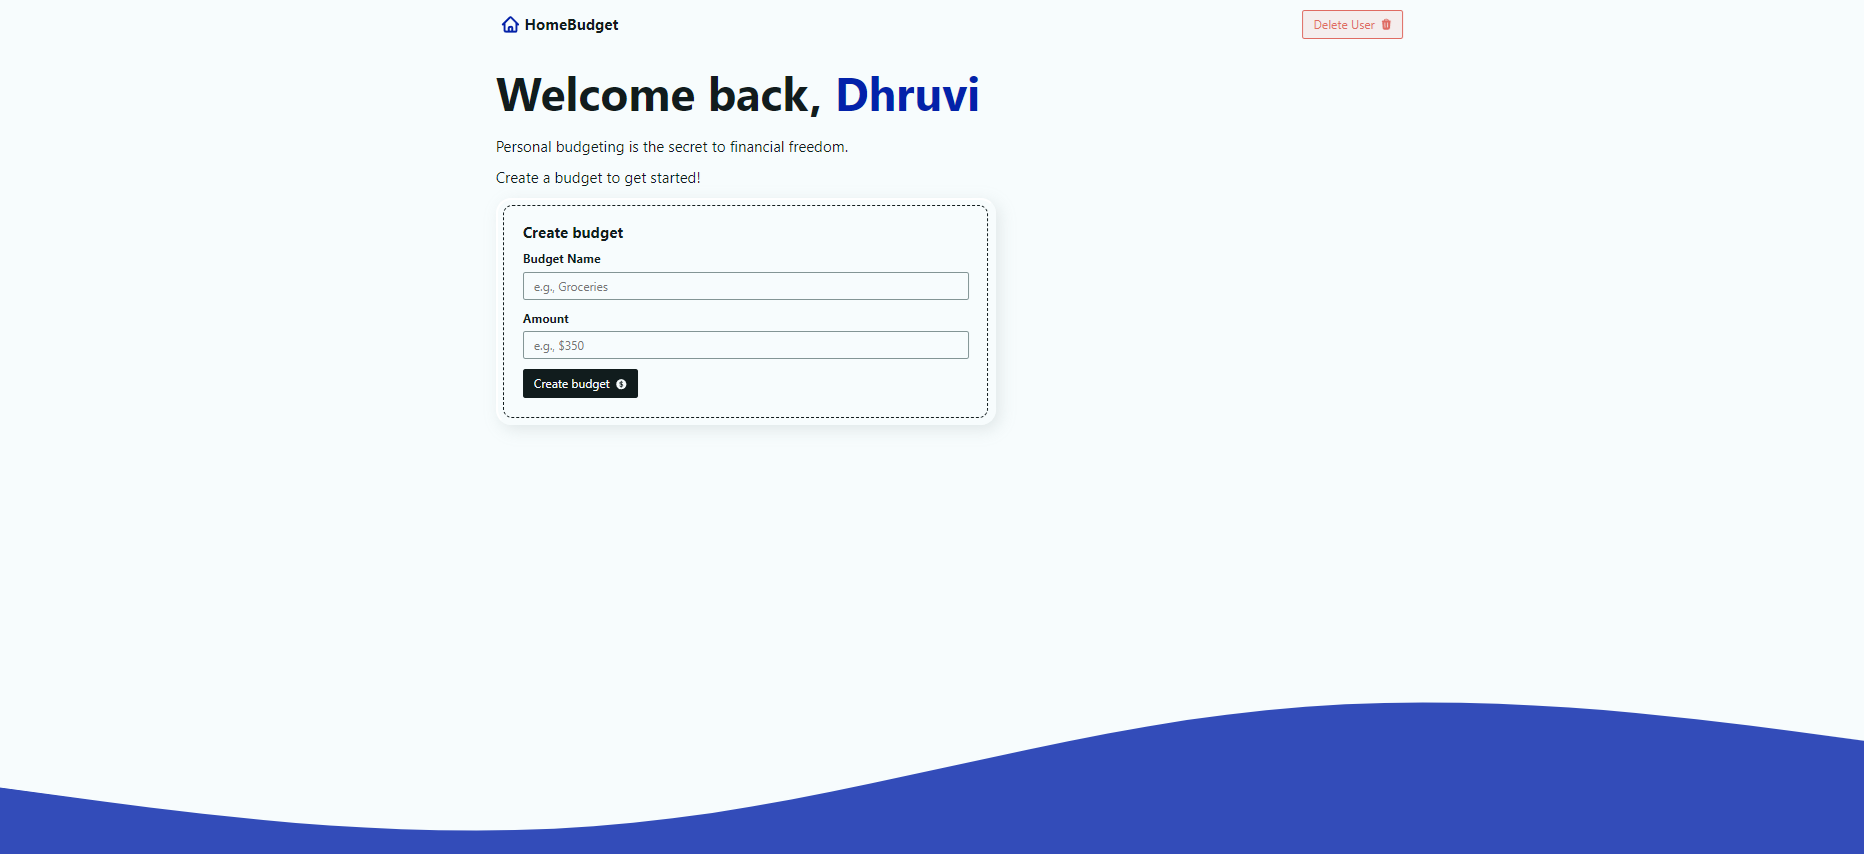 HomeBudget
Delete User
Welcome back, Dhruvi
Personal budgeting is the secret to financial freedom.
Create a budget to get started!
Create budget
Budget Name
e.g., Groceries
Amount
e.g., $350
Create budget